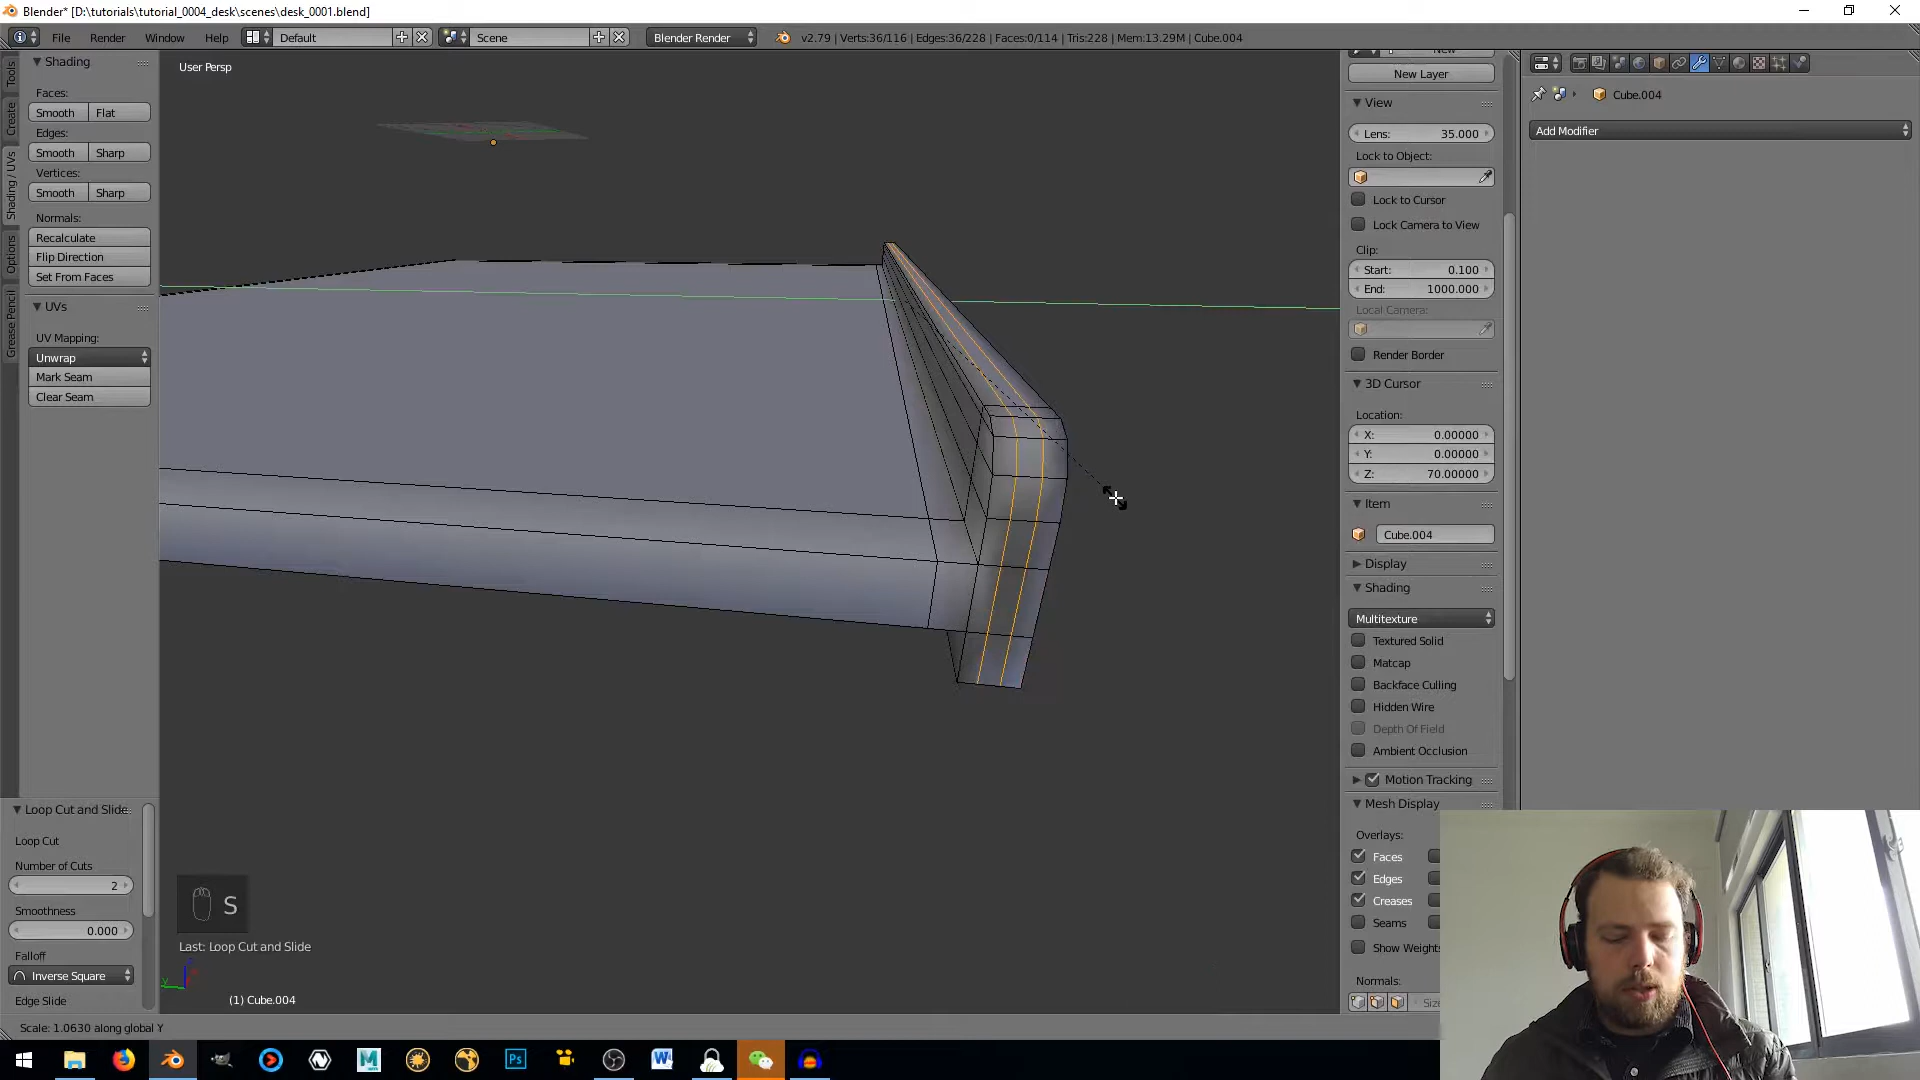 Blender* [D:\tutorials\tutorial_0004_desk\scenes\desk_0001.blend]
File Render Window Help Default Scene Blender Render v2.79 | Verts:36/116 | Edges:36/228 | Faces:0/114 | Tris:228 | Mem:13.29M | Cube.004
Tools
Create
Shading / UVs
Options
Grease Pencil
Shading
Faces:
Smooth Flat
Edges:
Smooth Sharp
Vertices:
Smooth Sharp
Normals:
Recalculate
Flip Direction
Set From Faces
UVs
UV Mapping:
Unwrap
Mark Seam
Clear Seam
Loop Cut and Slide
Loop Cut
Number of Cuts
2
Smoothness
0.000
Falloff
Inverse Square
Edge Slide
User Persp
S
Last: Loop Cut and Slide
(1) Cube.004
Scale: 1.0630 along global Y
New Layer
View
Lens: 35.000
Lock to Object:
Lock to Cursor
Lock Camera to View
Clip:
Start: 0.100
End: 1000.000
Local Camera:
Render Border
3D Cursor
Location:
X: 0.00000
Y: 0.00000
Z: 70.00000
Item
Cube.004
Display
Shading
Multitexture
Textured Solid
Matcap
Backface Culling
Hidden Wire
Depth Of Field
Ambient Occlusion
Motion Tracking
Mesh Display
Overlays:
Faces
Edges
Creases
Seams
Show Weights
Normals:
Cube.004
Add Modifier